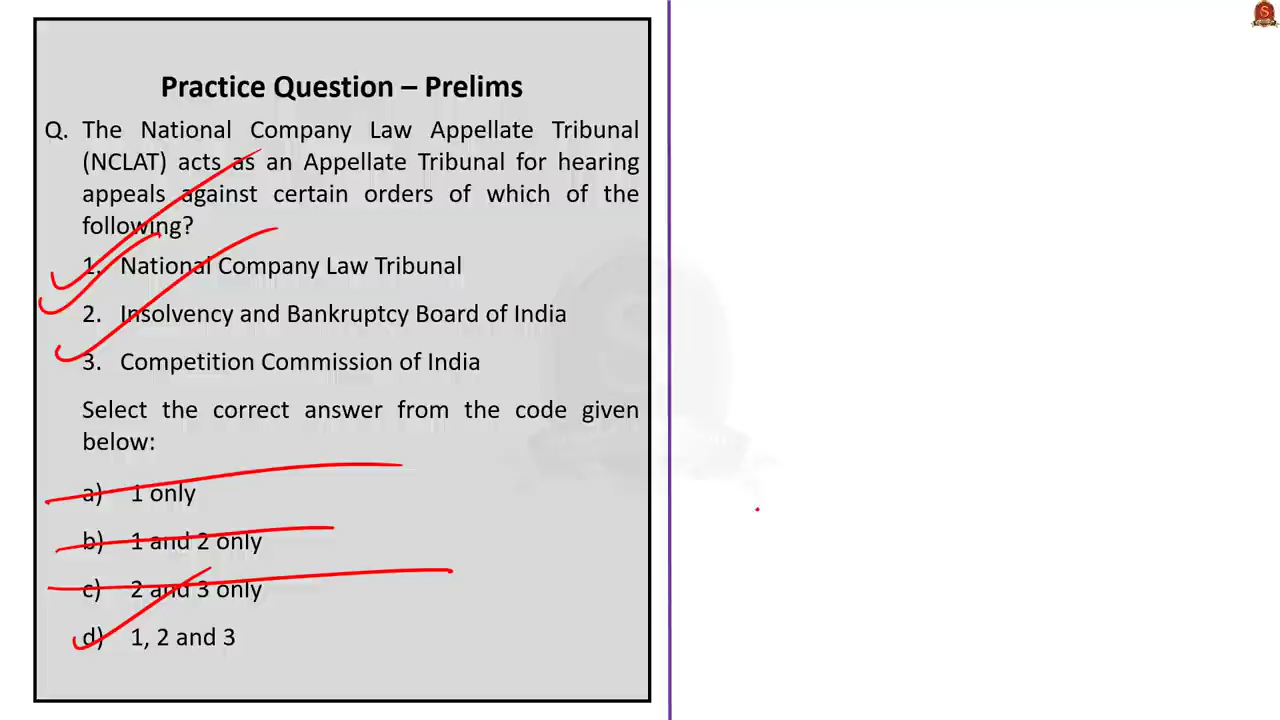 Practice Question – Prelims
Q. The National Company Law Appellate Tribunal
(NCLAT) acts as an Appellate Tribunal for hearing
appeals against certain orders of which of the
following?
1. National Company Law Tribunal
2. Insolvency and Bankruptcy Board of India
3. Competition Commission of India
Select the correct answer from the code given
below:
a) 1 only
b) 1 and 2 only
c) 2 and 3 only
d) 1, 2 and 3